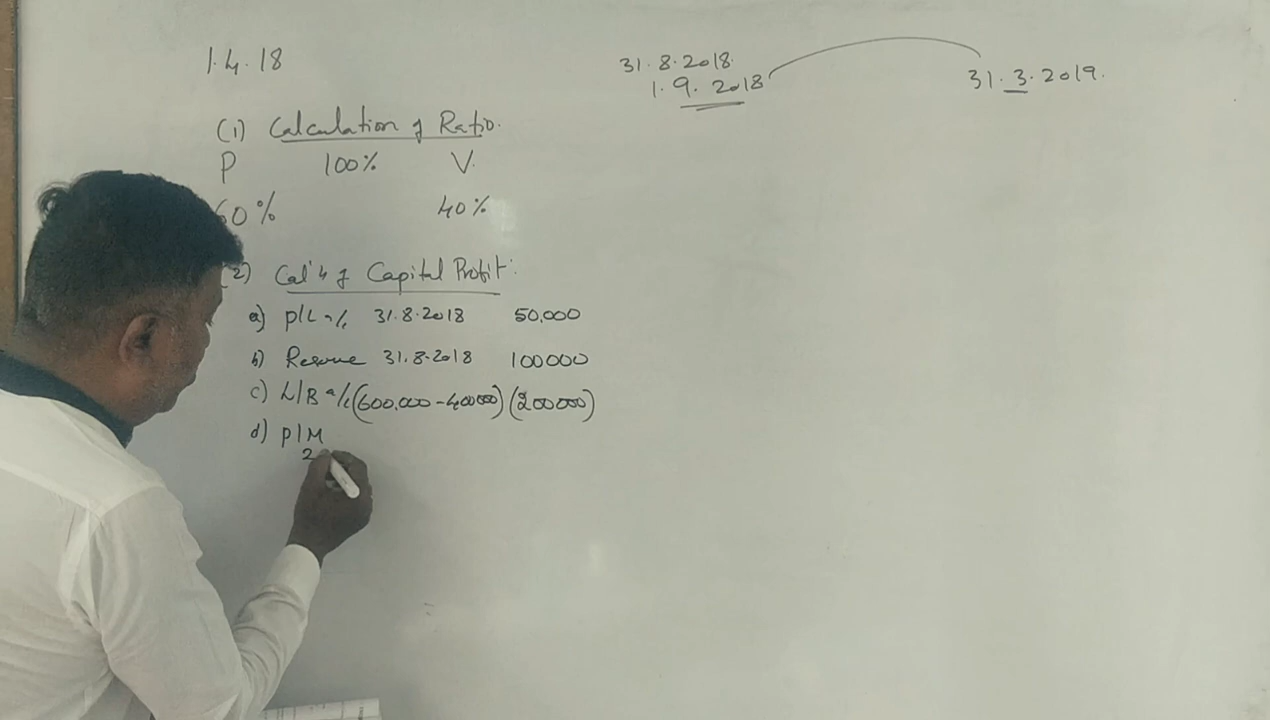 1.4.18
31.8.2018.
1.9.2018
31.3.2019.
(1) Calculation of Ratio.
P 100% V.
60% 40%
(2) Cal'n of Capital Profit:
a) P/L a/c 31.8.2018 50,000
b) Reserve 31.8.2018 100000
c) L/B a/c (600,000-400000) (200000)
d) P/M
2